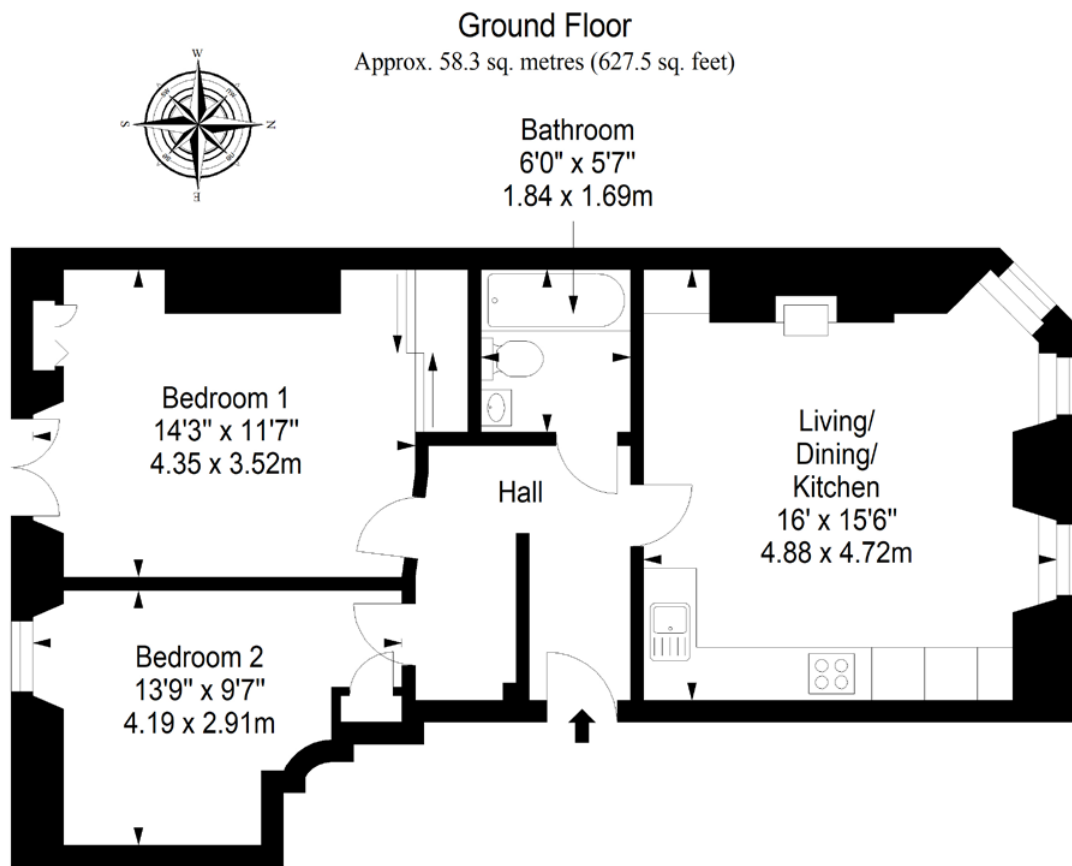 Ground Floor
Approx. 58.3 sq. metres (627.5 sq. feet)
W
S
N
E
Bathroom
6'0" x 5'7"
1.84 x 1.69m
Bedroom 1
14'3" x 11'7"
4.35 x 3.52m
Hall
Living/
Dining/
Kitchen
16' x 15'6"
4.88 x 4.72m
Bedroom 2
13'9" x 9'7"
4.19 x 2.91m